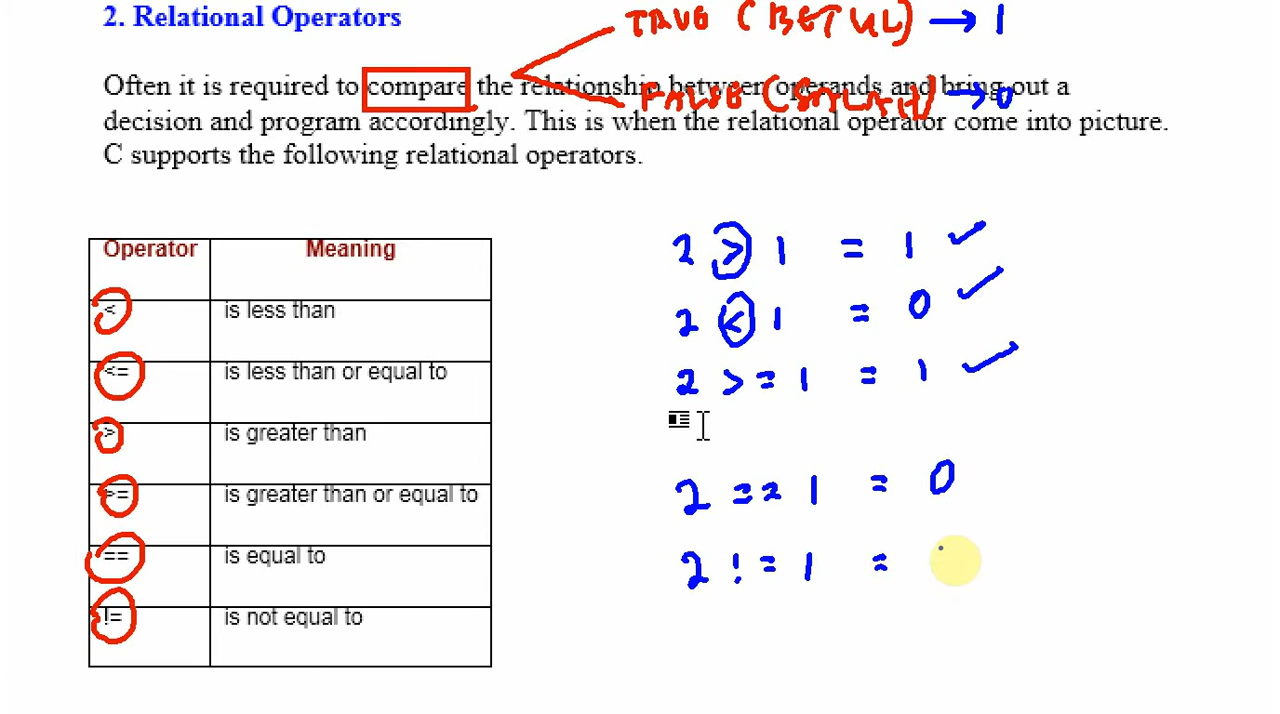 2. Relational Operators
TRUE (BETUL) → 1
Often it is required to compare the relationship between operands and bring out a
FALSE (SALAH) → 0
decision and program accordingly. This is when the relational operator come into picture.
C supports the following relational operators.
Operator Meaning
< is less than
<= is less than or equal to
> is greater than
>= is greater than or equal to
== is equal to
!= is not equal to
2 > 1 = 1 ✓
2 < 1 = 0 ✓
2 >= 1 = 1 ✓
2 == 1 = 0
2 != 1 =